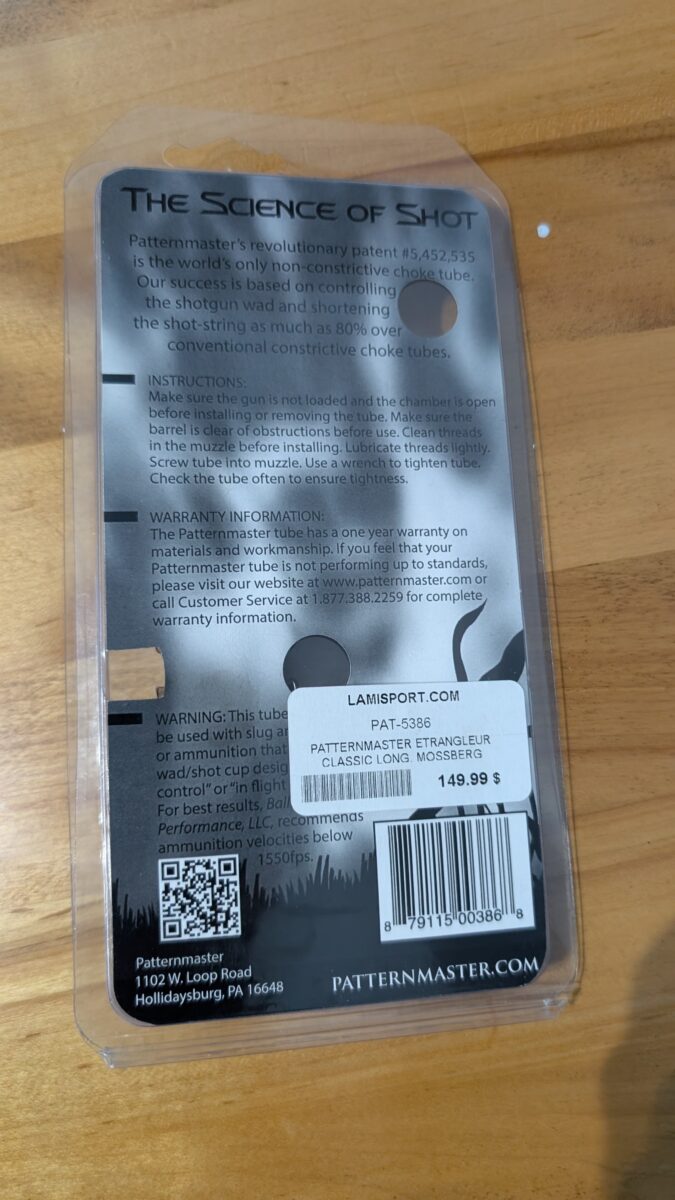 THE SCIENCE OF SHOT
Patternmaster's revolutionary patent #5,452,535
is the world's only non-constrictive choke tube.
Our success is based on controlling
the shotgun wad and shortening
the shot-string as much as 80% over
conventional constrictive choke tubes.
INSTRUCTIONS:
Make sure the gun is not loaded and the chamber is open
before installing or removing the tube. Make sure the
barrel is clear of obstructions before use. Clean threads
in the muzzle before installing. Lubricate threads lightly.
Screw tube into muzzle. Use a wrench to tighten tube.
Check the tube often to ensure tightness.
WARRANTY INFORMATION:
The Patternmaster tube has a one year warranty on
materials and workmanship. If you feel that your
Patternmaster tube is not performing up to standards,
please visit our website at www.patternmaster.com or
call Customer Service at 1.877.388.2259 for complete
warranty information.
WARNING: This tube
be used with slug
or ammunition that
wad/shot cup
control" or "in flight
For best results,
Performance, LLC, recommends
ammunition velocities below
1550fps.
LAMISPORT.COM
PAT-5386
PATTERNMASTER ETRANGLEUR
CLASSIC LONG. MOSSBERG
149.99 $
8 79115 00386 8
Patternmaster
1102 W. Loop Road
Hollidaysburg, PA 16648
PATTERNMASTER.COM